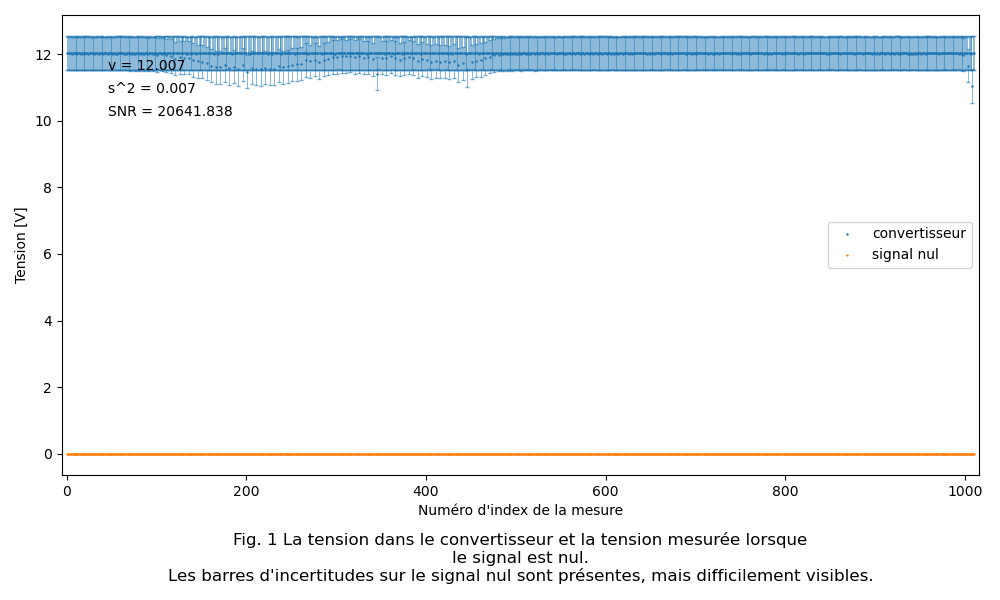 12
10
8
6
4
2
0
Tension [V]
v = 12.007
s^2 = 0.007
SNR = 20641.838
convertisseur
signal nul
0 200 400 600 800 1000
Numéro d'index de la mesure
Fig. 1 La tension dans le convertisseur et la tension mesurée lorsque
le signal est nul.
Les barres d'incertitudes sur le signal nul sont présentes, mais difficilement visibles.